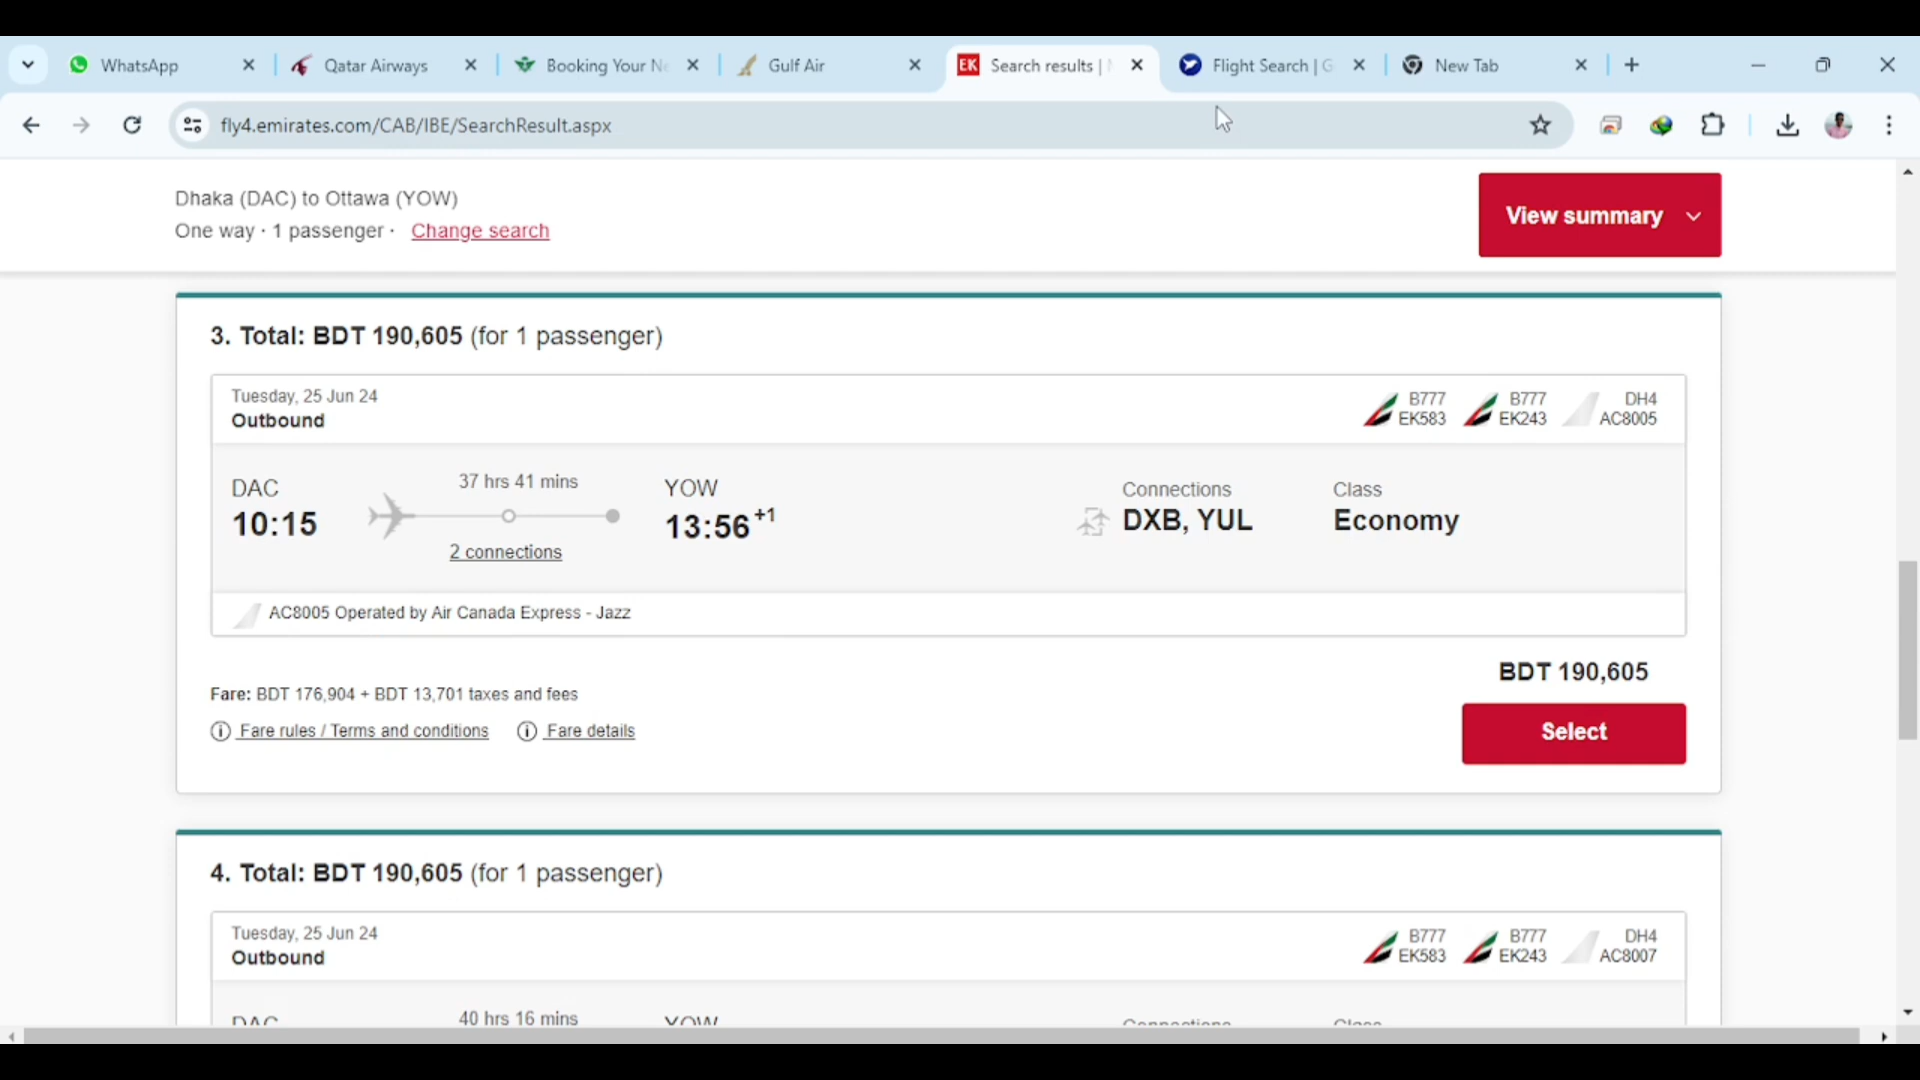 WhatsApp
Qatar Airways
Booking Your Ne
Gulf Air
EK Search results |
Flight Search | G
New Tab
fly4.emirates.com/CAB/IBE/SearchResult.aspx
Dhaka (DAC) to Ottawa (YOW)
One way · 1 passenger · Change search
View summary
3. Total: BDT 190,605 (for 1 passenger)
Tuesday, 25 Jun 24
Outbound
B777 EK583
B777 EK243
DH4 AC8005
DAC
10:15
37 hrs 41 mins
2 connections
YOW
13:56 +1
Connections
DXB, YUL
Class
Economy
AC8005 Operated by Air Canada Express - Jazz
BDT 190,605
Fare: BDT 176,904 + BDT 13,701 taxes and fees
Fare rules / Terms and conditions
Fare details
Select
4. Total: BDT 190,605 (for 1 passenger)
Tuesday, 25 Jun 24
Outbound
B777 EK583
B777 EK243
DH4 AC8007
DAC
40 hrs 16 mins
YOW
Connections
Class